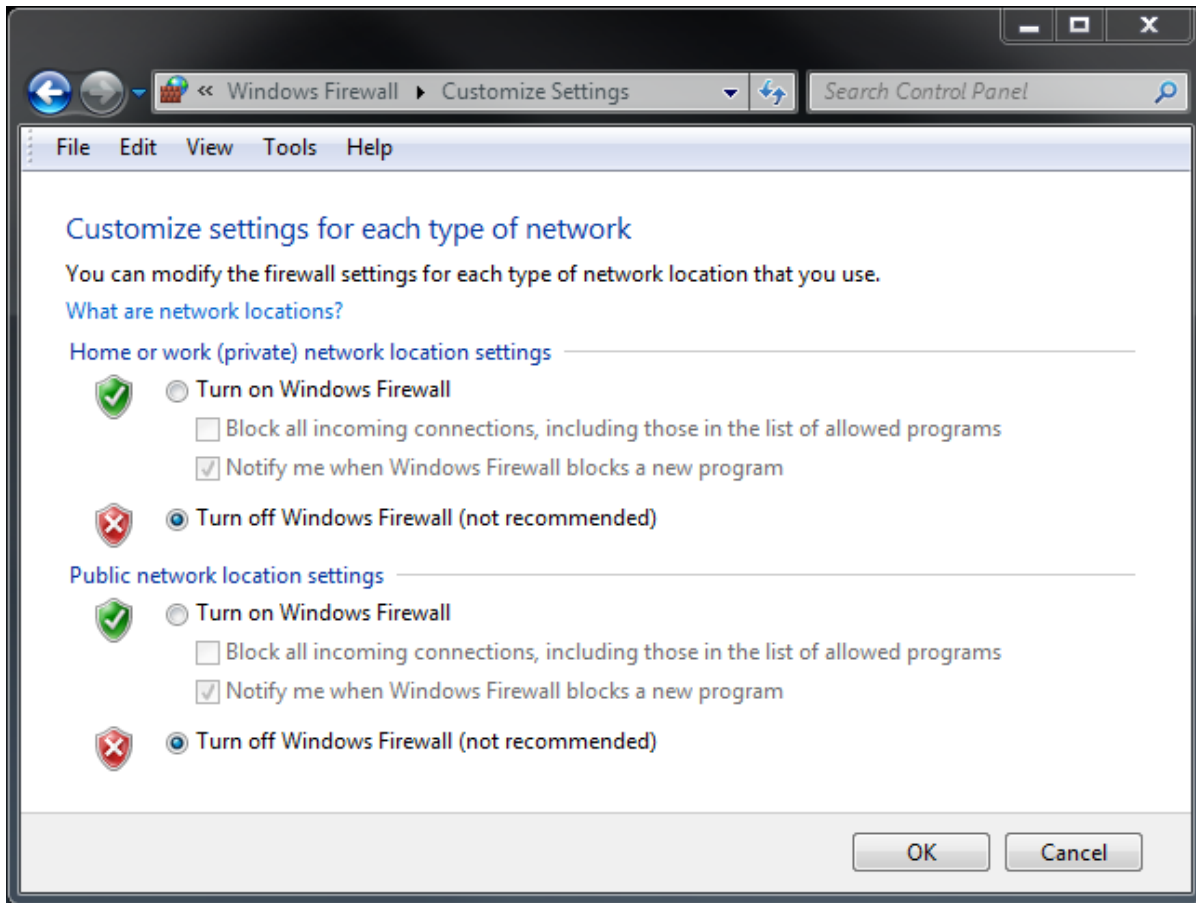 « Windows Firewall ▸ Customize Settings
Search Control Panel
File Edit View Tools Help
Customize settings for each type of network
You can modify the firewall settings for each type of network location that you use.
What are network locations?
Home or work (private) network location settings
Turn on Windows Firewall
Block all incoming connections, including those in the list of allowed programs
Notify me when Windows Firewall blocks a new program
Turn off Windows Firewall (not recommended)
Public network location settings
Turn on Windows Firewall
Block all incoming connections, including those in the list of allowed programs
Notify me when Windows Firewall blocks a new program
Turn off Windows Firewall (not recommended)
OK Cancel